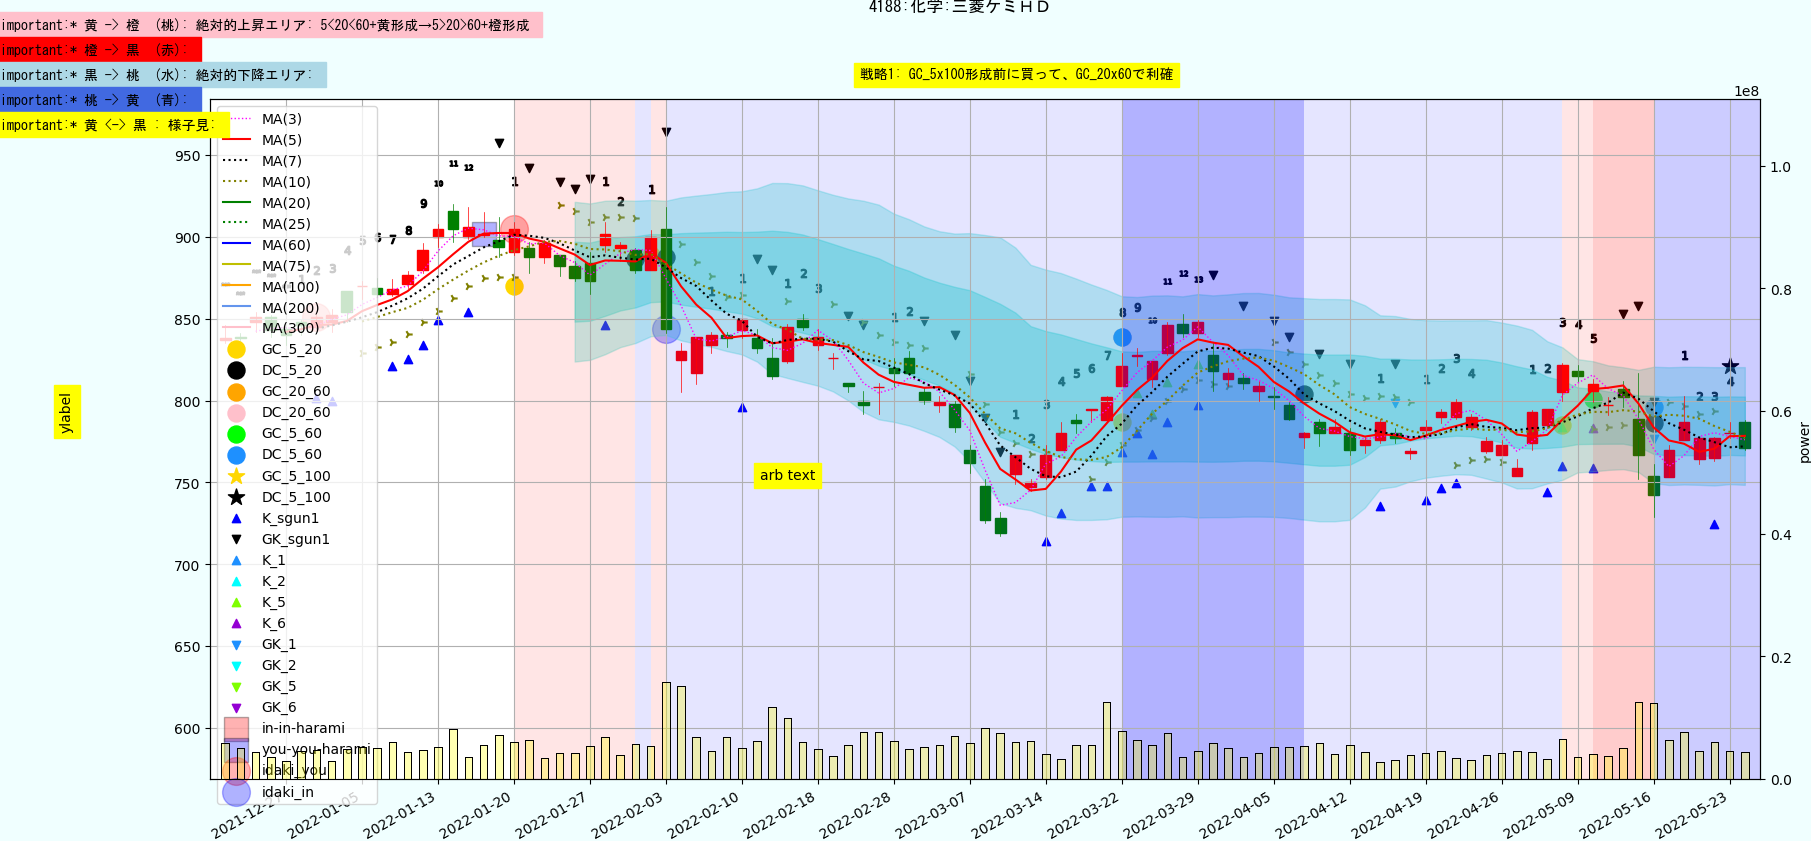 4188:化学:三菱ケミHD
important:* 黄 -> 橙 (桃): 絶対的上昇エリア: 5<20<60+黄形成→5>20>60+橙形成
important:* 橙 -> 黒 (赤):
important:* 黒 -> 桃 (水): 絶対的下降エリア:
戦略1: GC_5x100形成前に買って、GC_20x60で利確
important:* 桃 -> 黄 (青):
important:* 黄 <-> 黒 : 様子見:
1e8
MA(3)
MA(5)
MA(7)
MA(10)
MA(20)
MA(25)
MA(60)
MA(75)
MA(100)
MA(200)
MA(300)
GC_5_20
DC_5_20
GC_20_60
DC_20_60
GC_5_60
DC_5_60
GC_5_100
DC_5_100
K_sgun1
GK_sgun1
K_1
K_2
K_5
K_6
GK_1
GK_2
GK_5
GK_6
in-in-harami
you-you-harami
idaki_you
idaki_in
950
900
850
800
750
700
650
600
ylabel
arb text
1.0
0.8
0.6
0.4
0.2
0.0
power
2022-01-05
2022-01-13
2022-01-20
2022-01-27
2022-02-03
2022-02-10
2022-02-18
2022-02-28
2022-03-07
2022-03-14
2022-03-22
2022-03-29
2022-04-05
2022-04-12
2022-04-19
2022-04-26
2022-05-09
2022-05-16
2022-05-23